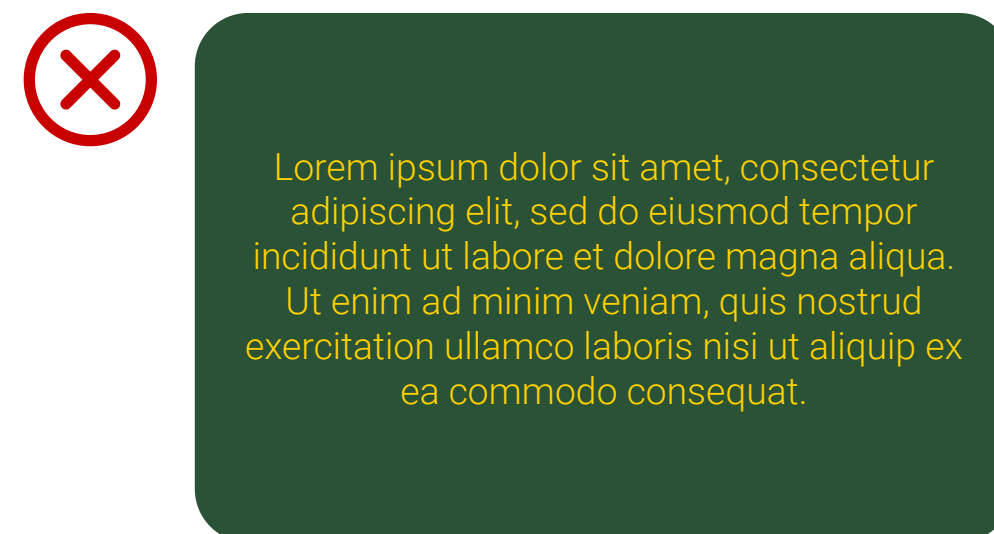 Lorem ipsum dolor sit amet, consectetur
adipiscing elit, sed do eiusmod tempor
incididunt ut labore et dolore magna aliqua.
Ut enim ad minim veniam, quis nostrud
exercitation ullamco laboris nisi ut aliquip ex
ea commodo consequat.